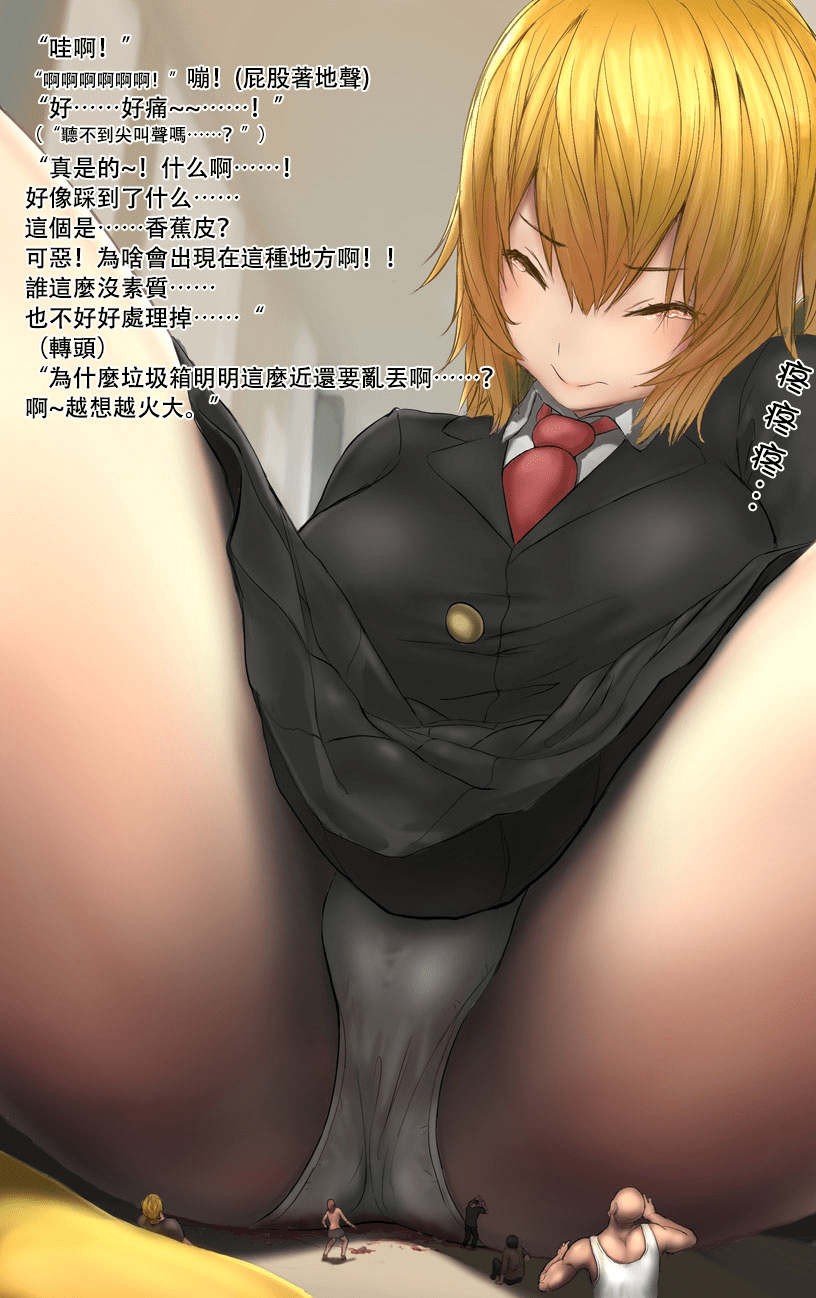 “哇啊！”
“啊啊啊啊啊啊！”嘣！(屁股著地聲)
“好……好痛~~……！”
（“聽不到尖叫聲嗎……？”）
“真是的~！什么啊……！
好像踩到了什么……
這個是……香蕉皮？
可惡！為啥會出現在這種地方啊！！
誰這麼沒素質……
也不好好處理掉……“
（轉頭）
“為什麼垃圾箱明明這麼近還要亂丟啊……？
啊~越想越火大。”
疼疼疼…